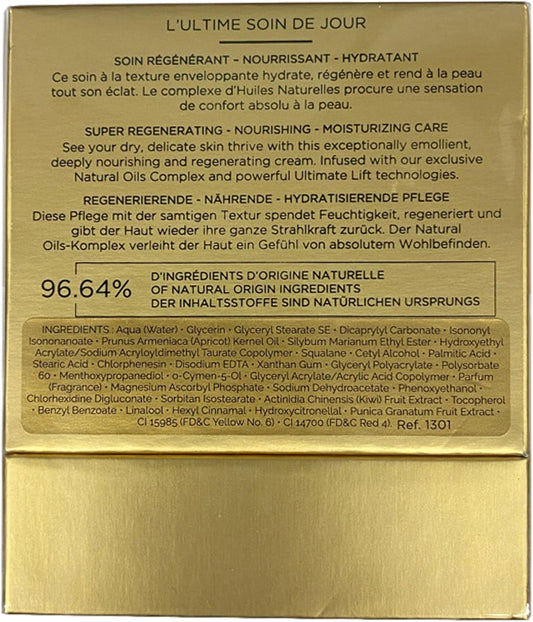 L'ULTIME SOIN DE JOUR
SOIN RÉGÉNÉRANT - NOURRISSANT - HYDRATANT
Ce soin à la texture enveloppante hydrate, régénère et rend à la peau
tout son éclat. Le complexe d'Huiles Naturelles procure une sensation
de confort absolu à la peau.
SUPER REGENERATING - NOURISHING - MOISTURIZING CARE
See your dry, delicate skin thrive with this exceptionally emollient,
deeply nourishing and regenerating cream. Infused with our exclusive
Natural Oils Complex and powerful Ultimate Lift technologies.
REGENERIERENDE - NÄHRENDE - HYDRATISIERENDE PFLEGE
Diese Pflege mit der samtigen Textur spendet Feuchtigkeit, regeneriert und
gibt der Haut wieder ihre ganze Strahlkraft zurück. Der Natural
Oils-Komplex verleiht der Haut ein Gefühl von absolutem Wohlbefinden.
96.64%
D'INGRÉDIENTS D'ORIGINE NATURELLE
OF NATURAL ORIGIN INGREDIENTS
DER INHALTSSTOFFE SIND NATÜRLICHEN URSPRUNGS
INGREDIENTS : Aqua (Water) • Glycerin • Glyceryl Stearate SE • Dicaprylyl Carbonate • Isononyl
Isononanoate • Prunus Armeniaca (Apricot) Kernel Oil • Silybum Marianum Ethyl Ester • Hydroxyethyl
Acrylate/Sodium Acryloyldimethyl Taurate Copolymer • Squalane • Cetyl Alcohol • Palmitic Acid •
Stearic Acid • Chlorphenesin • Disodium EDTA • Xanthan Gum • Glyceryl Polyacrylate • Polysorbate
60 • Menthoxypropanediol • o-Cymen-5-Ol • Glyceryl Acrylate/Acrylic Acid Copolymer • Parfum
(Fragrance) • Magnesium Ascorbyl Phosphate • Sodium Dehydroacetate • Phenoxyethanol •
Chlorhexidine Digluconate • Sorbitan Isostearate • Actinidia Chinensis (Kiwi) Fruit Extract • Tocopherol
• Benzyl Benzoate • Linalool • Hexyl Cinnamal • Hydroxycitronellal • Punica Granatum Fruit Extract •
CI 15985 (FD&C Yellow No. 6) • CI 14700 (FD&C Red 4). Ref. 1301